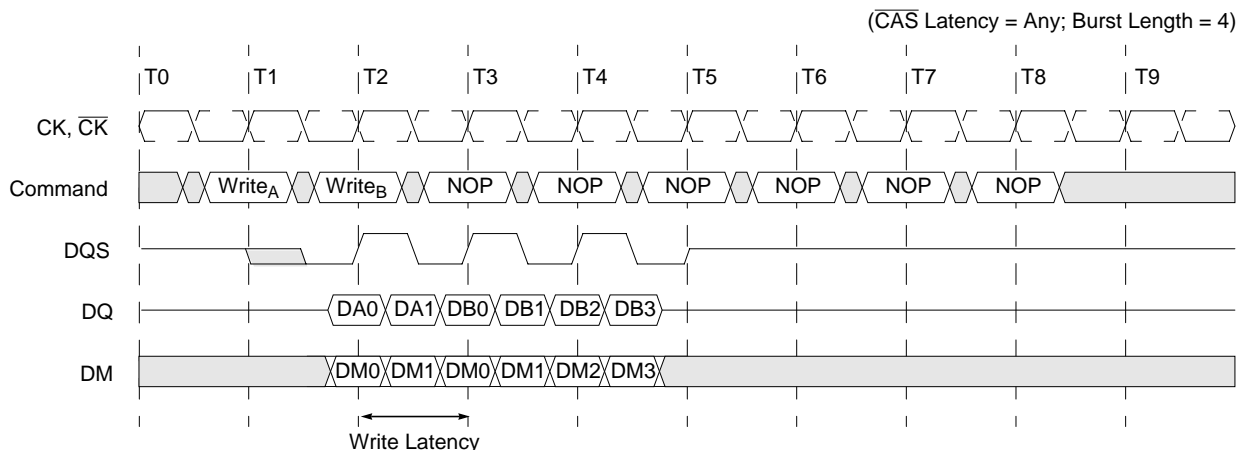 (C̅A̅S̅ Latency = Any; Burst Length = 4)
T0 T1 T2 T3 T4 T5 T6 T7 T8 T9
CK, C̅K̅
Command WriteA WriteB NOP NOP NOP NOP NOP NOP
DQS
DQ DA0 DA1 DB0 DB1 DB2 DB3
DM DM0 DM1 DM0 DM1 DM2 DM3
Write Latency